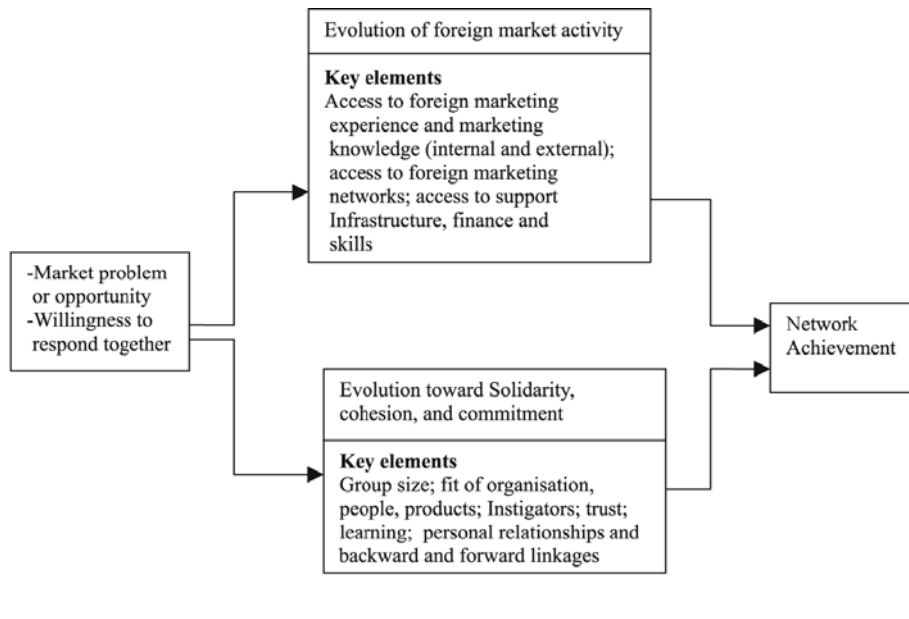 Evolution of foreign market activity
Key elements
Access to foreign marketing
experience and marketing
knowledge (internal and external);
access to foreign marketing
networks; access to support
Infrastructure, finance and
skills
-Market problem
or opportunity
-Willingness to
respond together
Network
Achievement
Evolution toward Solidarity,
cohesion, and commitment
Key elements
Group size; fit of organisation,
people, products; Instigators; trust;
learning; personal relationships and
backward and forward linkages